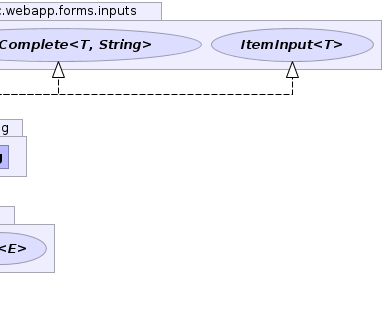 c.webapp.forms.inputs
Complete<T, String>
ItemInput<T>
g
g
<E>